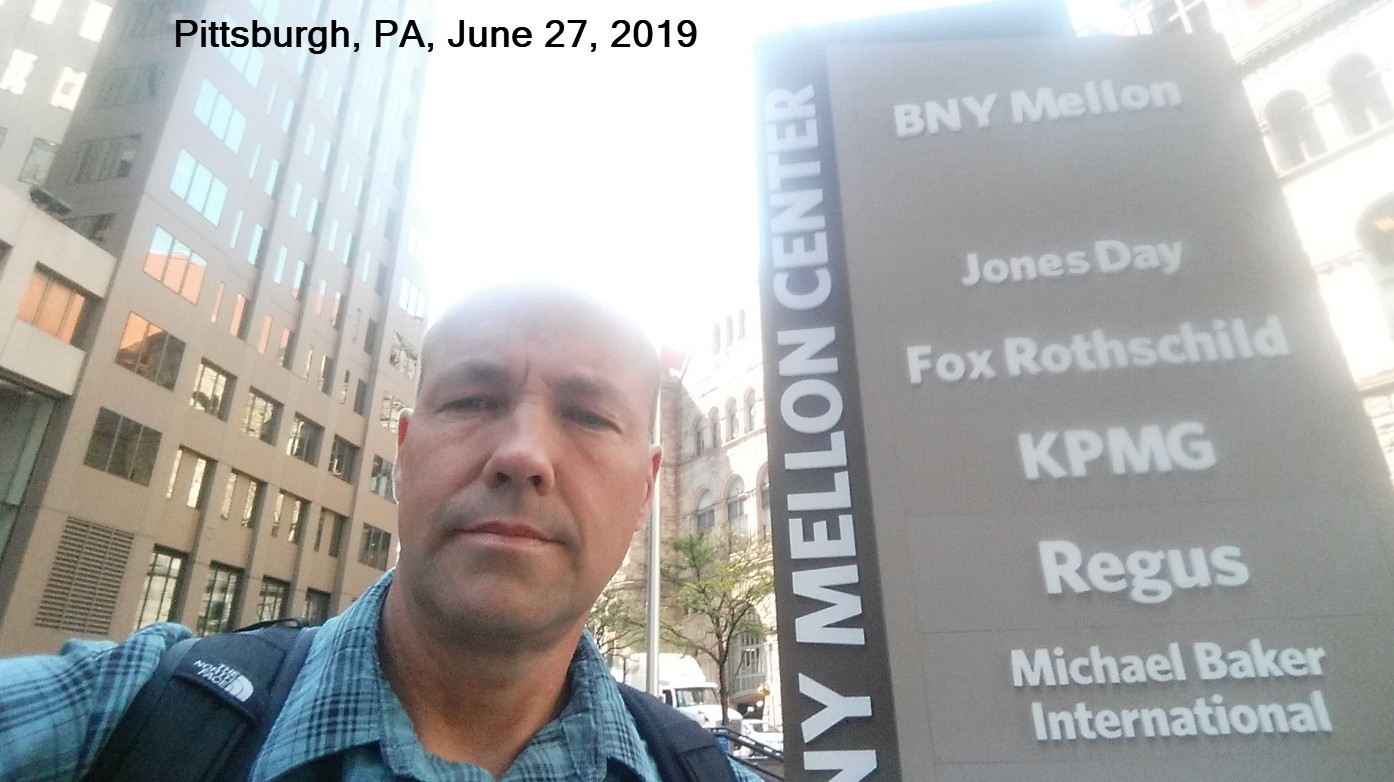 Pittsburgh, PA, June 27, 2019
BNY MELLON CENTER
BNY Mellon
Jones Day
Fox Rothschild
KPMG
Regus
Michael Baker
International
THE
NORTH
FACE